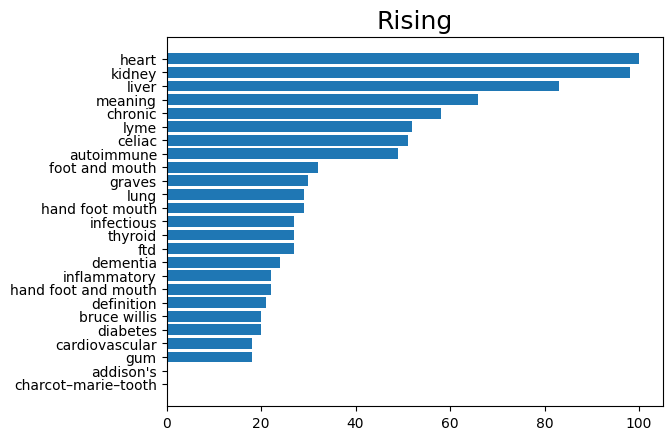 Rising
heart
kidney
liver
meaning
chronic
lyme
celiac
autoimmune
foot and mouth
graves
lung
hand foot mouth
infectious
thyroid
ftd
dementia
inflammatory
hand foot and mouth
definition
bruce willis
diabetes
cardiovascular
gum
addison's
charcot–marie–tooth
0 20 40 60 80 100